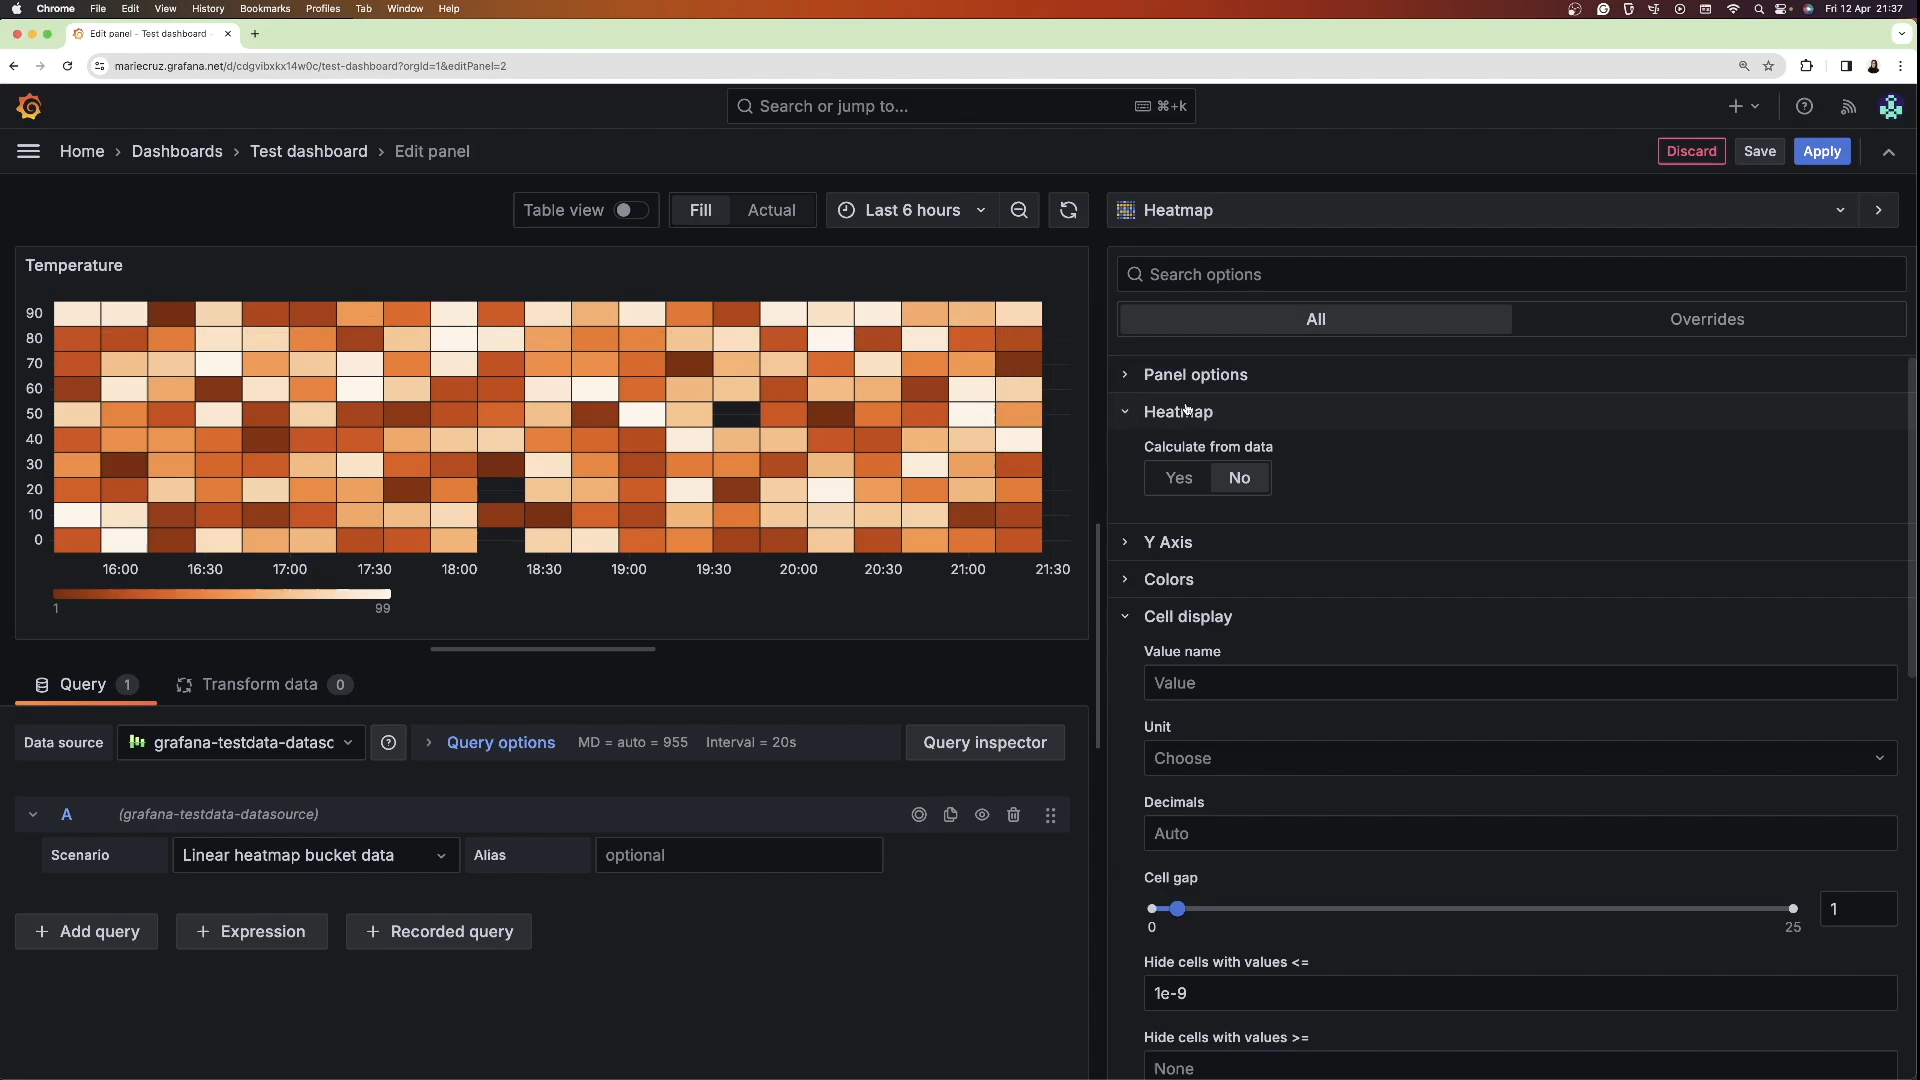 Chrome File Edit View History Bookmarks Profiles Tab Window Help Fri 12 Apr 21:37
Edit panel - Test dashboard
mariecruz.grafana.net/d/cdgvibxkx14w0c/test-dashboard?orgId=1&editPanel=2
Search or jump to... ⌘+k
Home › Dashboards › Test dashboard › Edit panel Discard Save Apply
Table view Fill Actual Last 6 hours Heatmap
Temperature
90
80
70
60
50
40
30
20
10
0
16:00 16:30 17:00 17:30 18:00 18:30 19:00 19:30 20:00 20:30 21:00 21:30
1 99
Query 1 Transform data 0
Data source grafana-testdata-datasc Query options MD = auto = 955 Interval = 20s Query inspector
A (grafana-testdata-datasource)
Scenario Linear heatmap bucket data Alias optional
+ Add query + Expression + Recorded query
Search options
All Overrides
Panel options
Heatmap
Calculate from data
Yes No
Y Axis
Colors
Cell display
Value name
Value
Unit
Choose
Decimals
Auto
Cell gap
1
0 25
Hide cells with values <=
1e-9
Hide cells with values >=
None